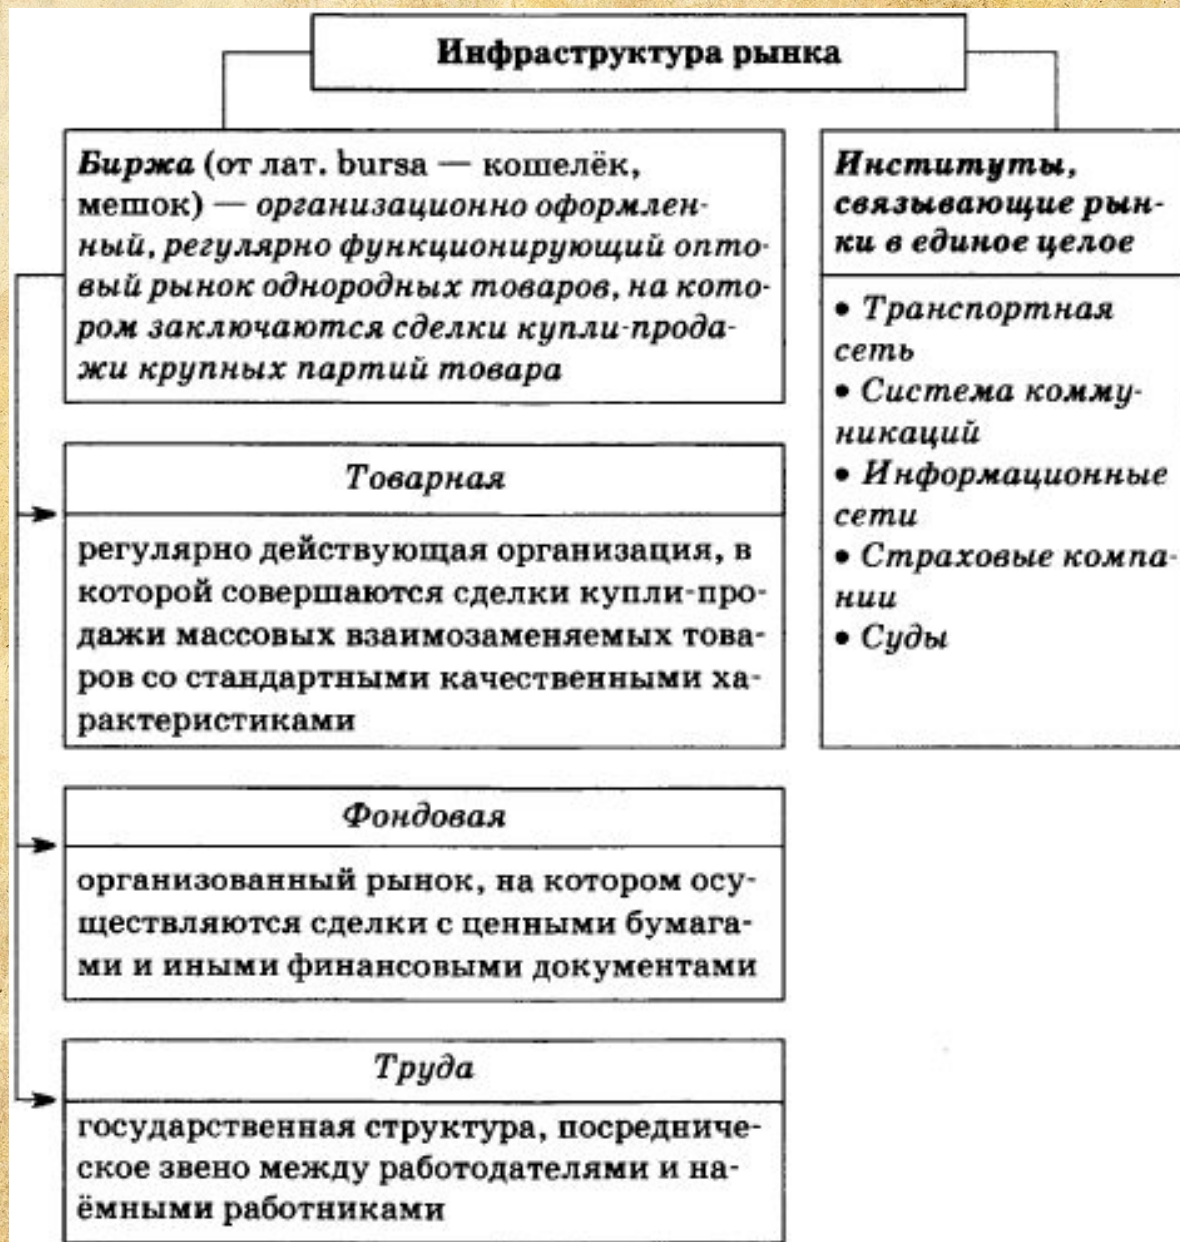 Инфраструктура рынка
Биржа (от лат. bursa — кошелёк,
мешок) — организационно оформлен-
ный, регулярно функционирующий опто-
вый рынок однородных товаров, на кото-
ром заключаются сделки купли-прода-
жи крупных партий товара
Товарная
регулярно действующая организация, в
которой совершаются сделки купли-про-
дажи массовых взаимозаменяемых това-
ров со стандартными качественными ха-
рактеристиками
Фондовая
организованный рынок, на котором осу-
ществляются сделки с ценными бумага-
ми и иными финансовыми документами
Труда
государственная структура, посредниче-
ское звено между работодателями и на-
ёмными работниками
Институты,
связывающие рын-
ки в единое целое
• Транспортная
сеть
• Система комму-
никаций
• Информационные
сети
• Страховые компа-
нии
• Суды